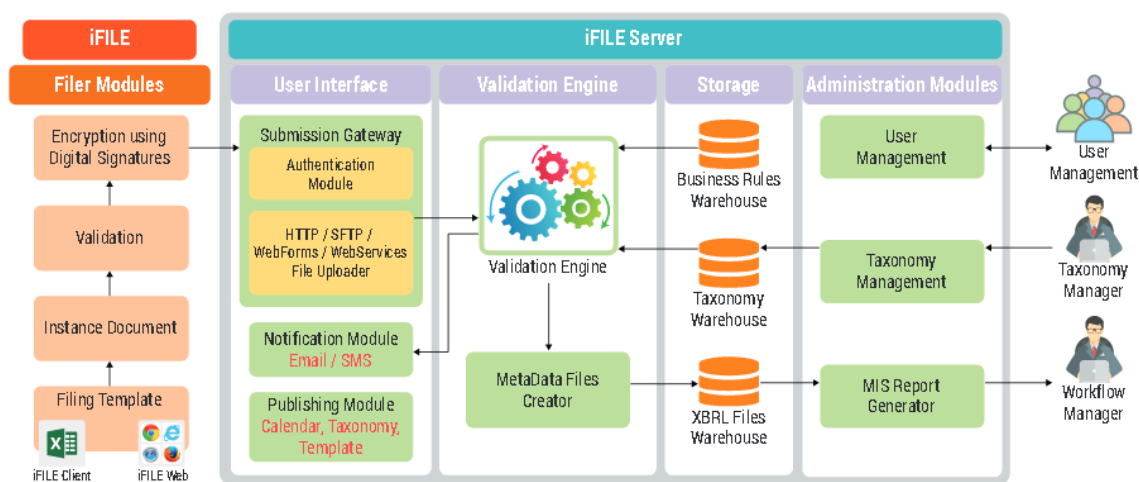 iFILE
Filer Modules
Encryption using
Digital Signatures
Validation
Instance Document
Filing Template
iFILE Client
iFILE Web
iFILE Server
User Interface
Submission Gateway
Authentication
Module
HTTP / SFTP /
WebForms / WebServices
File Uploader
Notification Module
Email / SMS
Publishing Module
Calendar, Taxonomy,
Template
Validation Engine
Validation Engine
MetaData Files
Creator
Storage
Business Rules
Warehouse
Taxonomy
Warehouse
XBRL Files
Warehouse
Administration Modules
User
Management
Taxonomy
Management
MIS Report
Generator
User
Management
Taxonomy
Manager
Workflow
Manager